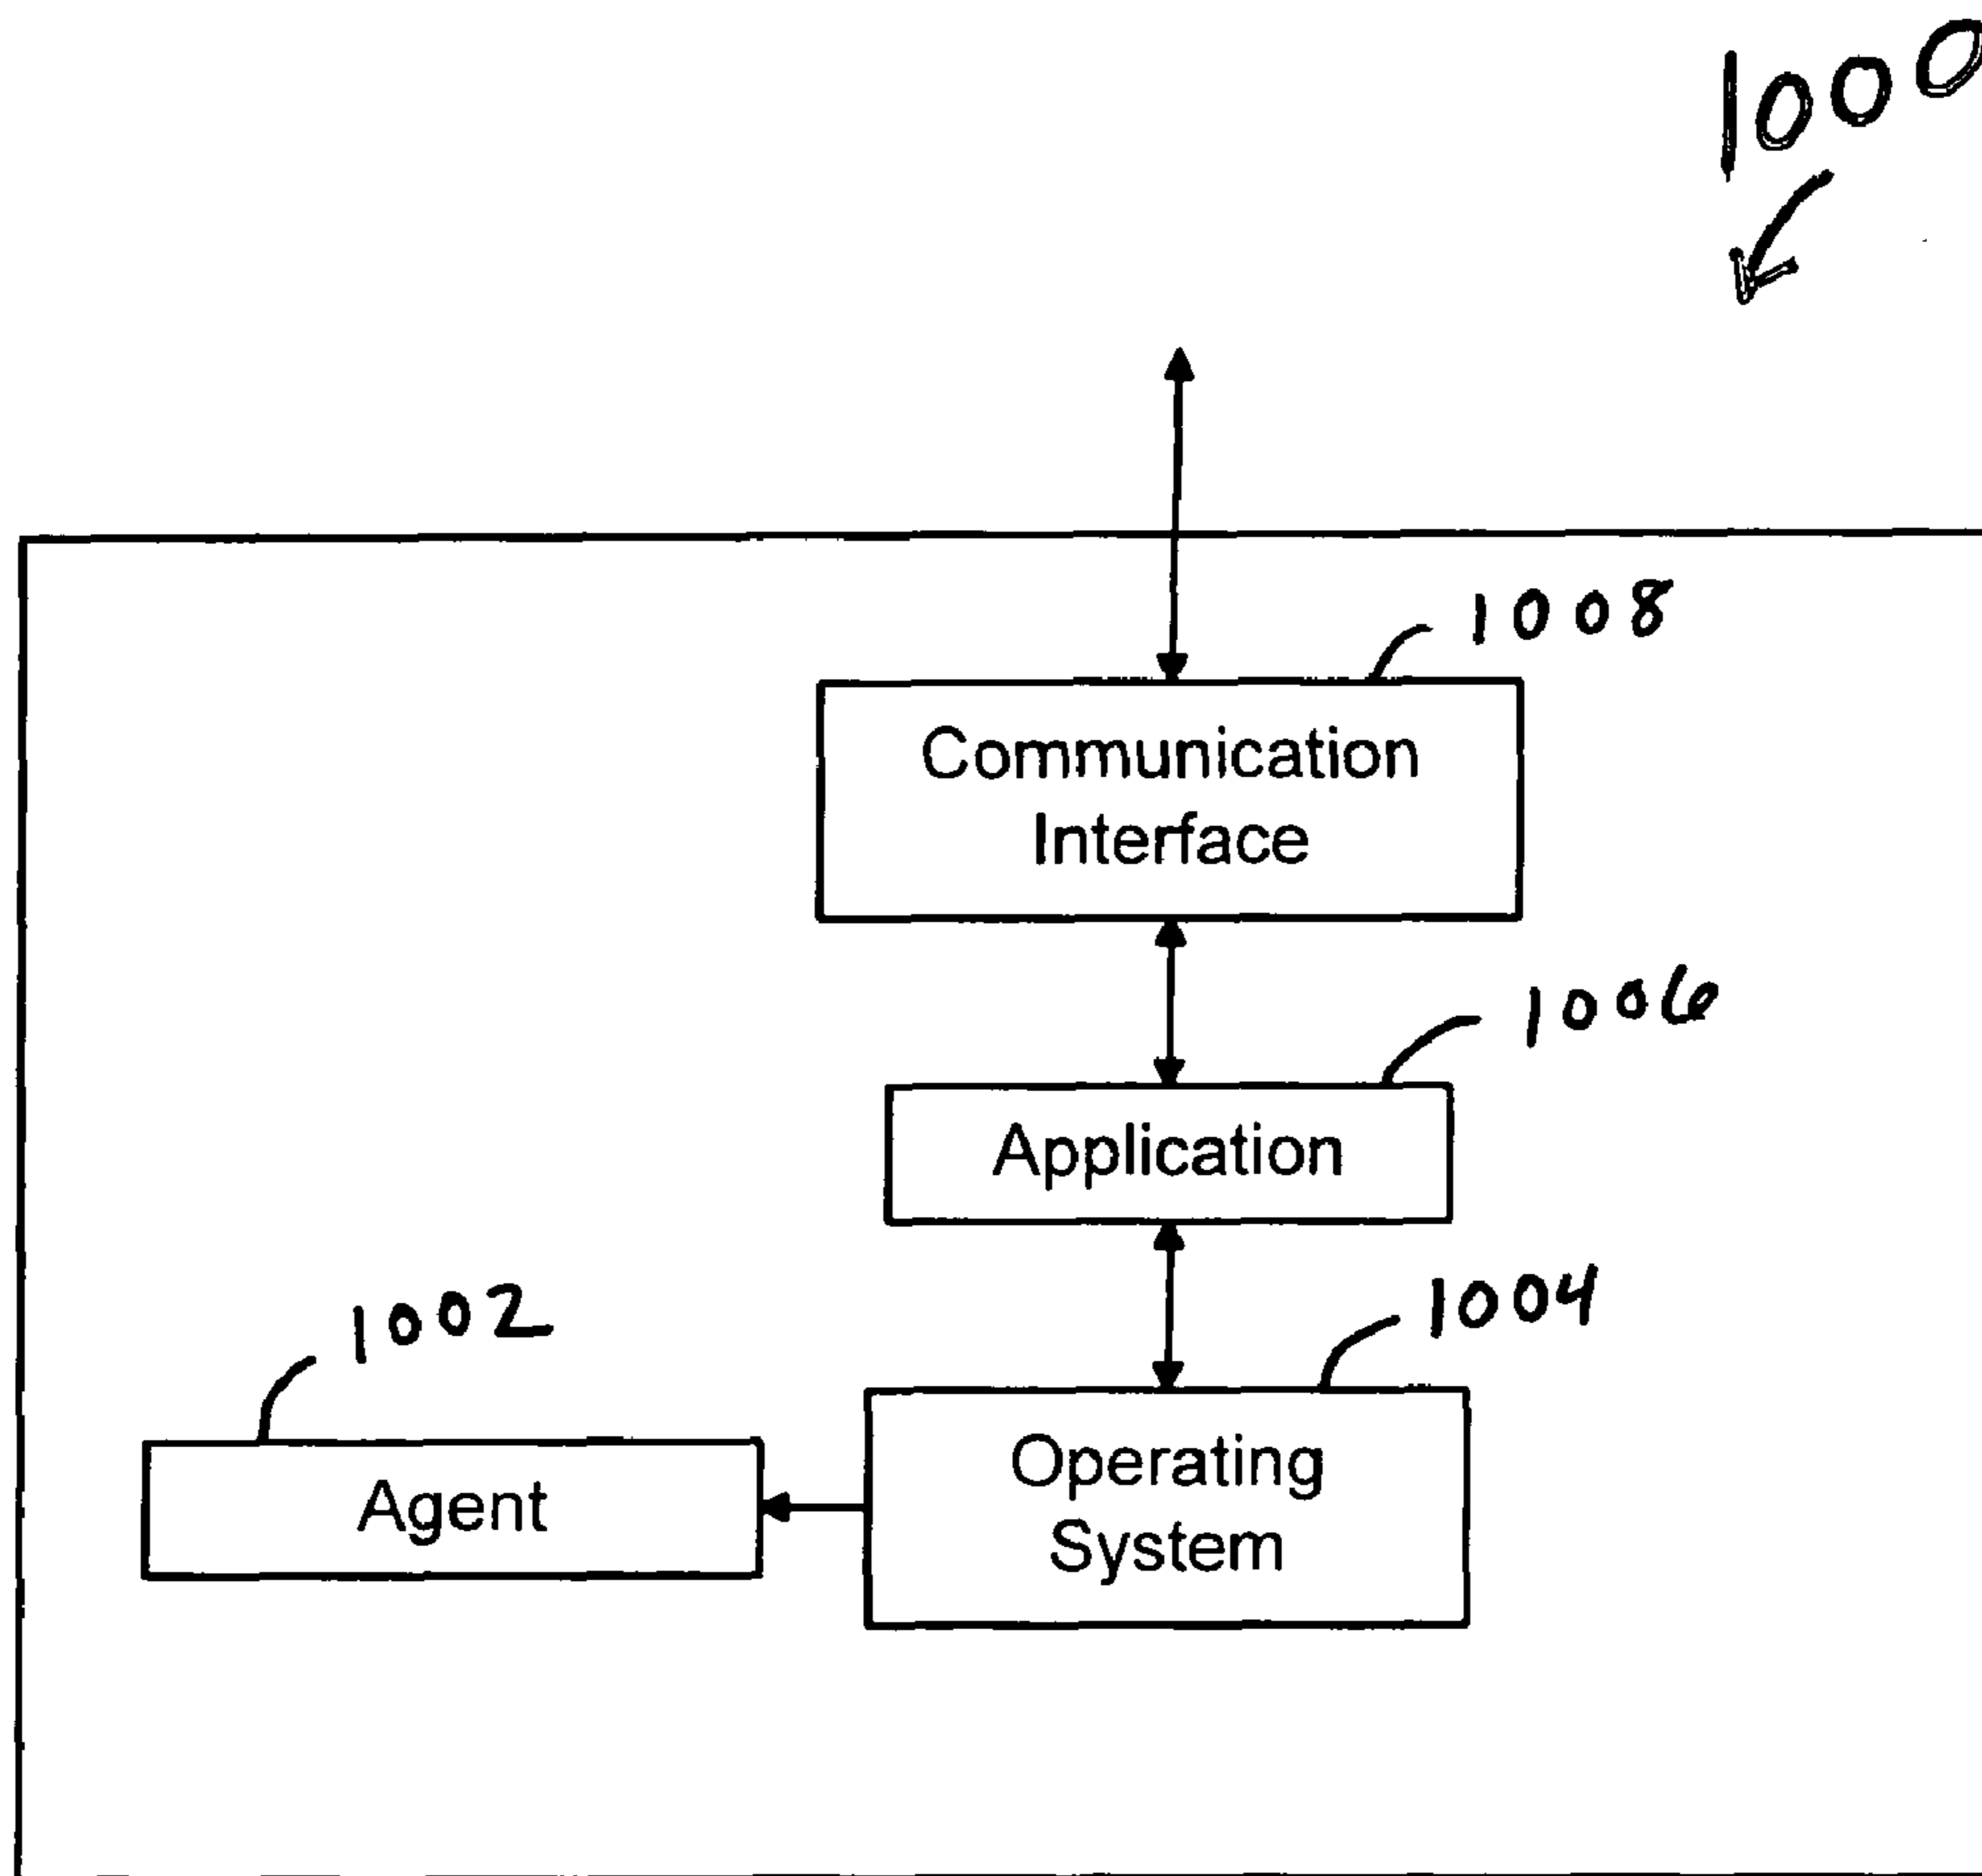 1000
1008
Communication
Interface
1006
Application
1002
1004
Agent
Operating
System